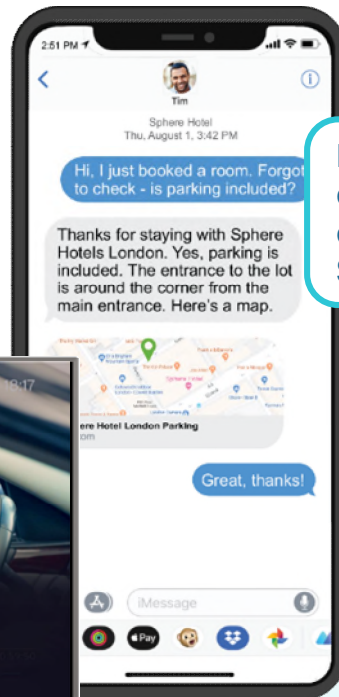 2:51 PM
Tim
Sphere Hotel
Thu, August 1, 3:42 PM
Hi, I just booked a room. Forgot
to check - is parking included?
Thanks for staying with Sphere
Hotels London. Yes, parking is
included. The entrance to the lot
is around the corner from the
main entrance. Here's a map.
Sphere Hotel
ere Hotel London Parking
om
Great, thanks!
18:17
iMessage
Pay